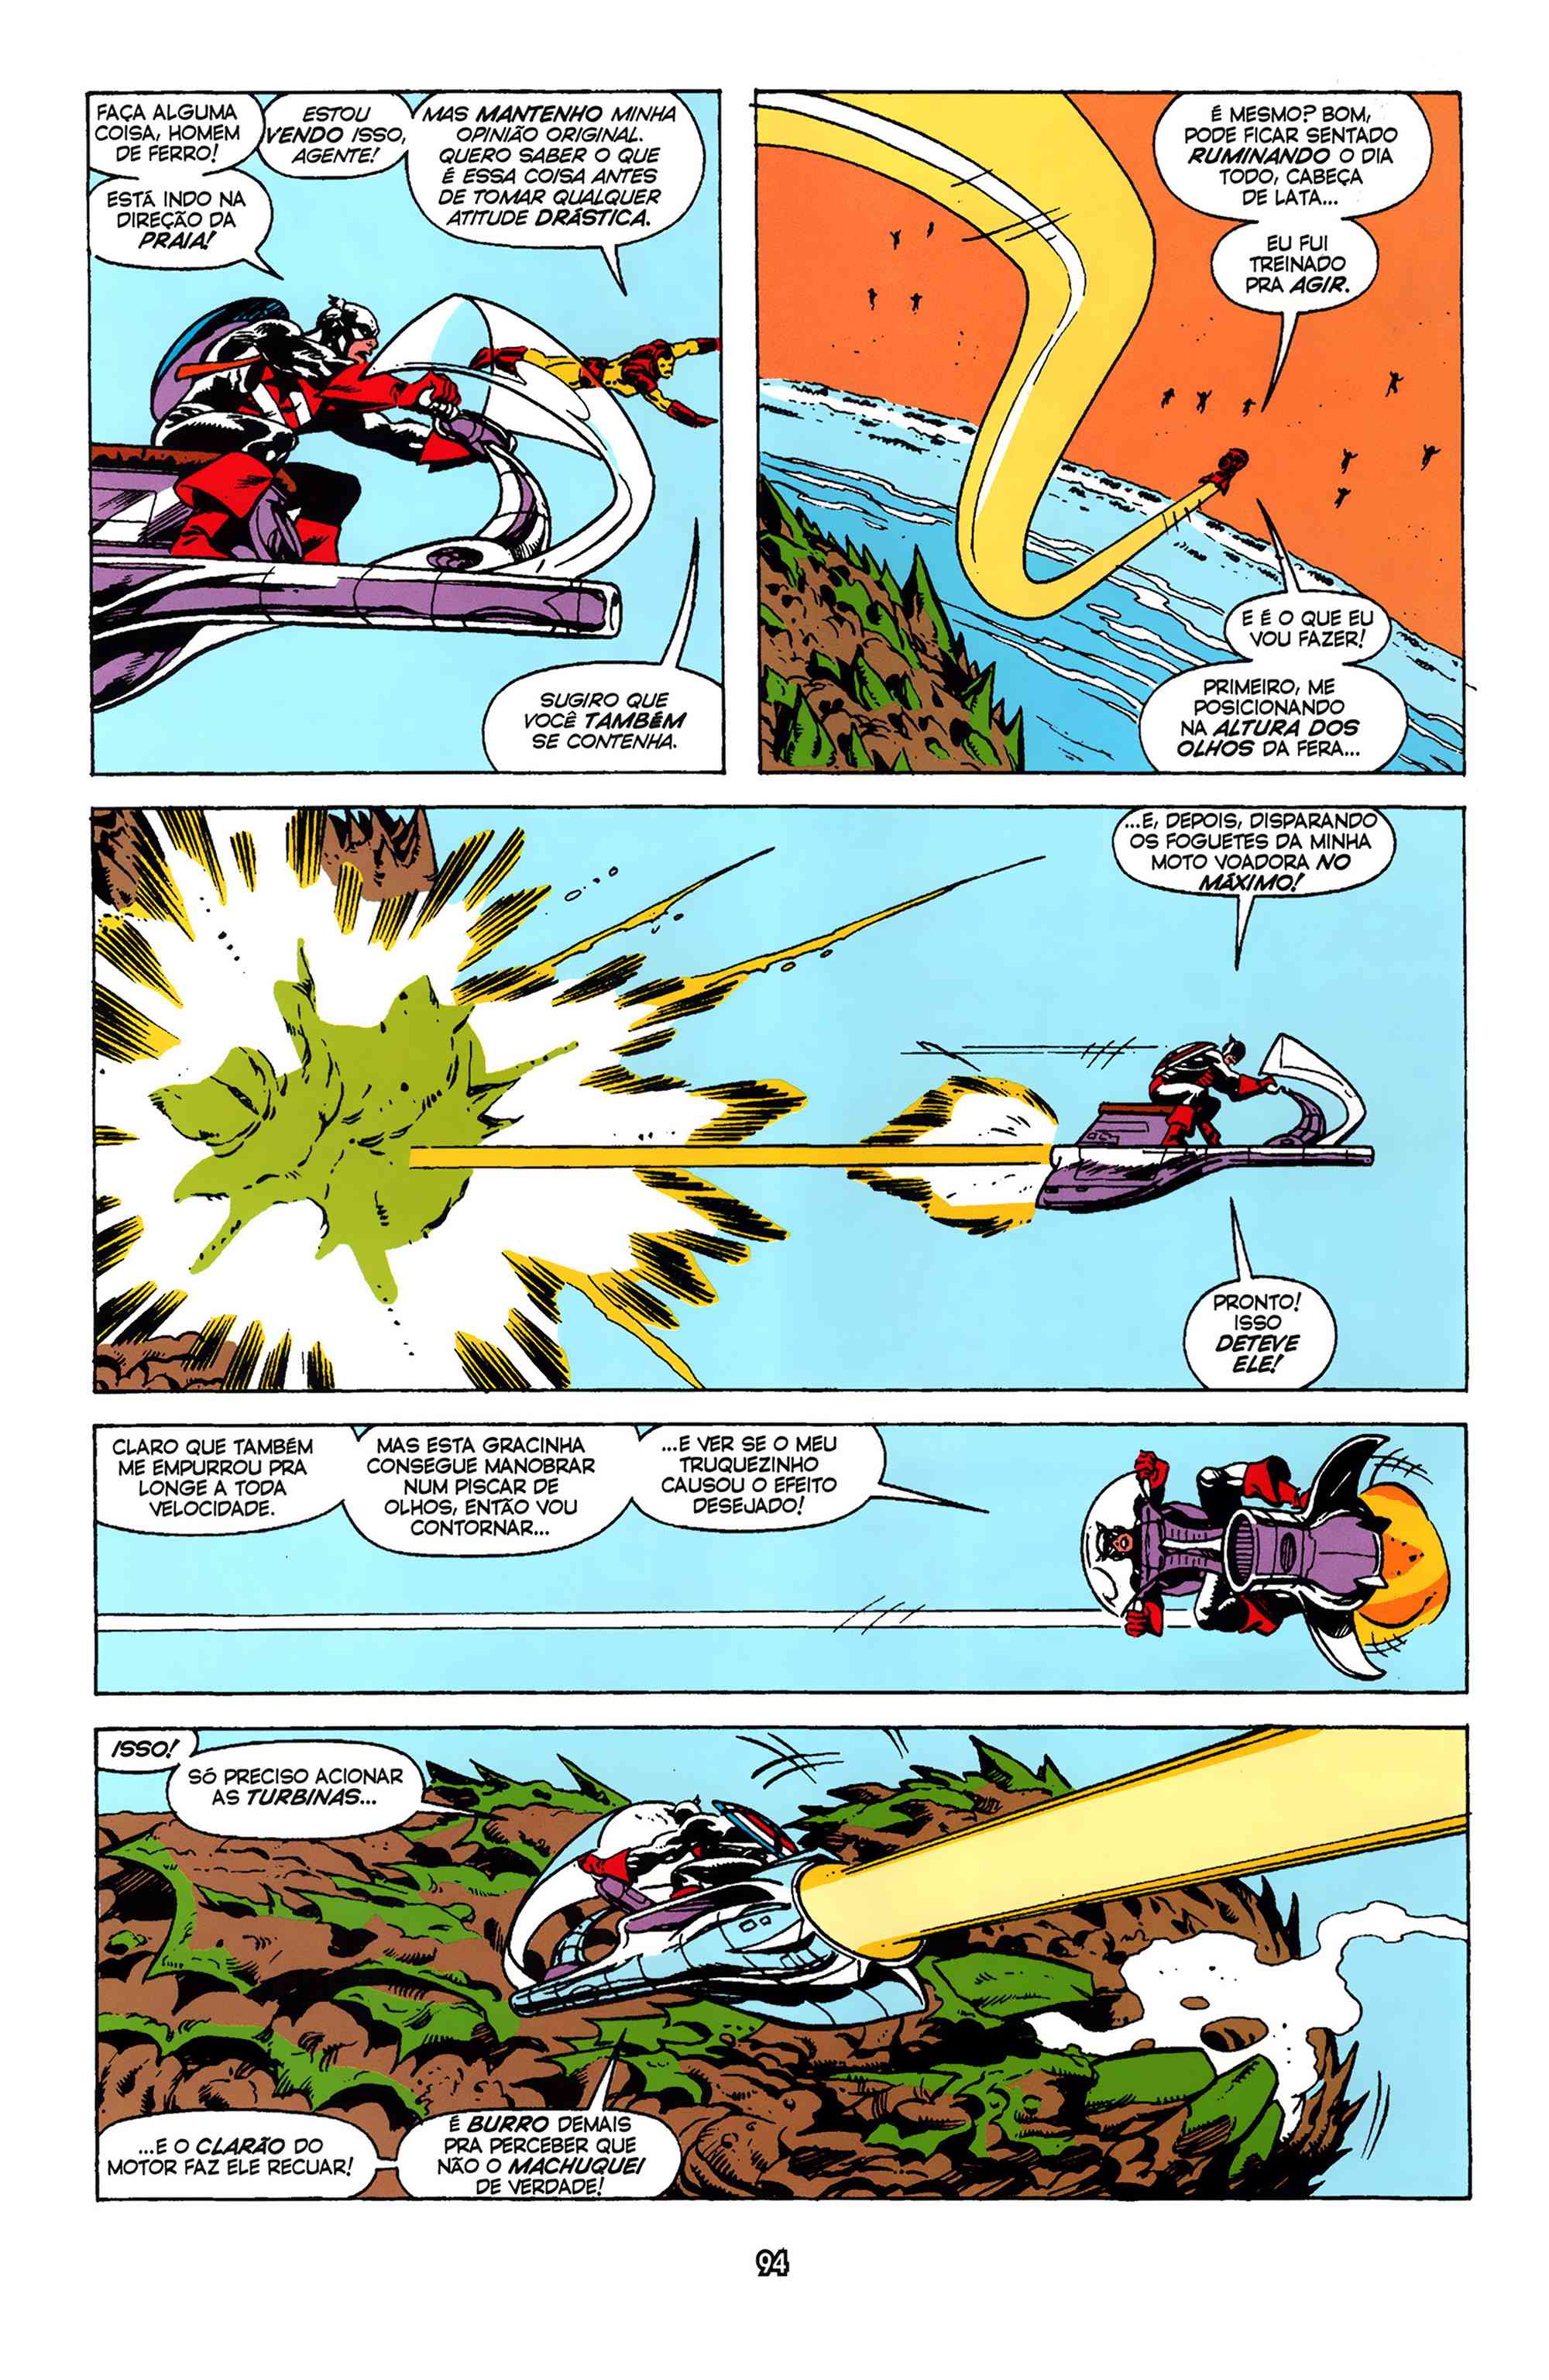 FAÇA ALGUMA
COISA, HOMEM
DE FERRO!
ESTÁ INDO NA
DIREÇÃO DA
PRAIA!
ESTOU
VENDO ISSO,
AGENTE!
MAS MANTENHO MINHA
OPINIÃO ORIGINAL.
QUERO SABER O QUE
É ESSA COISA ANTES
DE TOMAR QUALQUER
ATITUDE DRÁSTICA.
SUGIRO QUE
VOCÊ TAMBÉM
SE CONTENHA.
É MESMO? BOM,
PODE FICAR SENTADO
RUMINANDO O DIA
TODO, CABEÇA
DE LATA...
EU FUI
TREINADO
PRA AGIR.
E É O QUE EU
VOU FAZER!
PRIMEIRO, ME
POSICIONANDO
NA ALTURA DOS
OLHOS DA FERA...
...E, DEPOIS, DISPARANDO
OS FOGUETES DA MINHA
MOTO VOADORA NO
MÁXIMO!
PRONTO!
ISSO
DETEVE
ELE!
CLARO QUE TAMBÉM
ME EMPURROU PRA
LONGE A TODA
VELOCIDADE.
MAS ESTA GRACINHA
CONSEGUE MANOBRAR
NUM PISCAR DE
OLHOS, ENTÃO VOU
CONTORNAR...
...E VER SE O MEU
TRUQUEZINHO
CAUSOU O EFEITO
DESEJADO!
ISSO!
SÓ PRECISO ACIONAR
AS TURBINAS...
...E O CLARÃO DO
MOTOR FAZ ELE RECUAR!
É BURRO DEMAIS
PRA PERCEBER QUE
NÃO O MACHUQUEI
DE VERDADE!
94